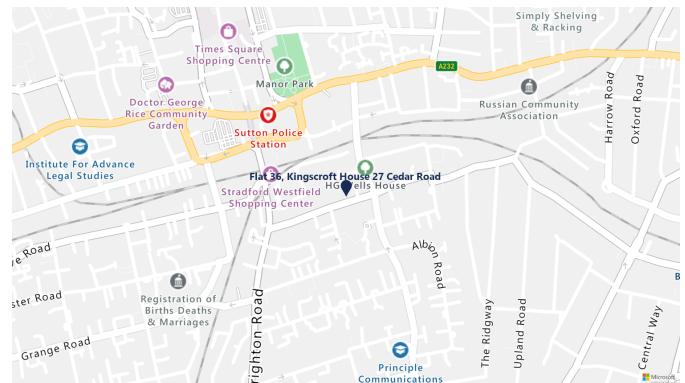 Simply Shelving
& Racking
Times Square
Shopping Centre
A232
Manor Park
Doctor George
Rice Community
Garden
Russian Community
Association
Harrow Road
Oxford Road
Sutton Police
Station
Institute For Advance
Legal Studies
Flat 36, Kingscroft House 27 Cedar Road
Stradford Westfield
Shopping Center
HG Wells House
ve Road
Albion Road
ster Road
Registration of
Births Deaths
& Marriages
righton Road
The Ridgway
Upland Road
Central Way
B
Grange Road
Principle
Communications
Microsoft